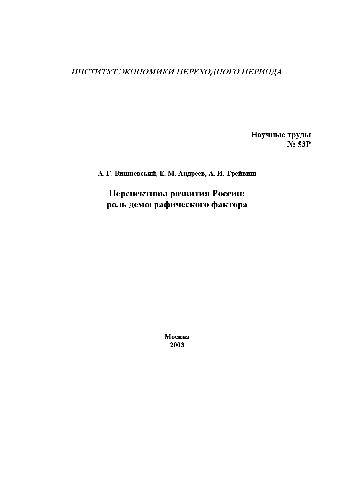 ИНСТИТУТ ЭКОНОМИКИ ПЕРЕХОДНОГО ПЕРИОДА
Научные труды
№ 53Р
А. Г. Вишневский, Е. М. Андреев, А. И. Трейвиш
Перспективы развития России:
роль демографического фактора
Москва
2003